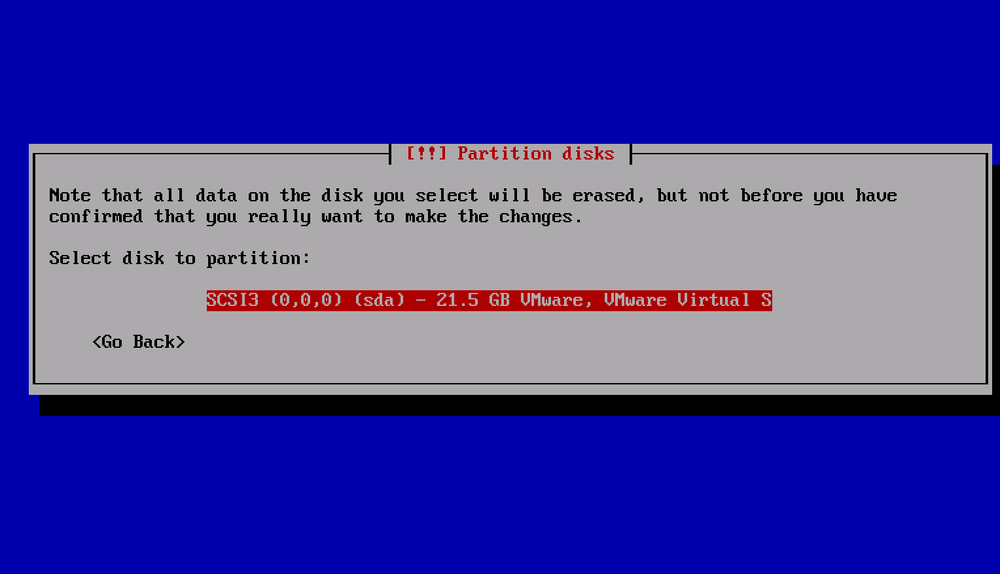 [!!] Partition disks
Note that all data on the disk you select will be erased, but not before you have
confirmed that you really want to make the changes.
Select disk to partition:
SCSI3 (0,0,0) (sda) - 21.5 GB VMware, VMware Virtual S
<Go Back>